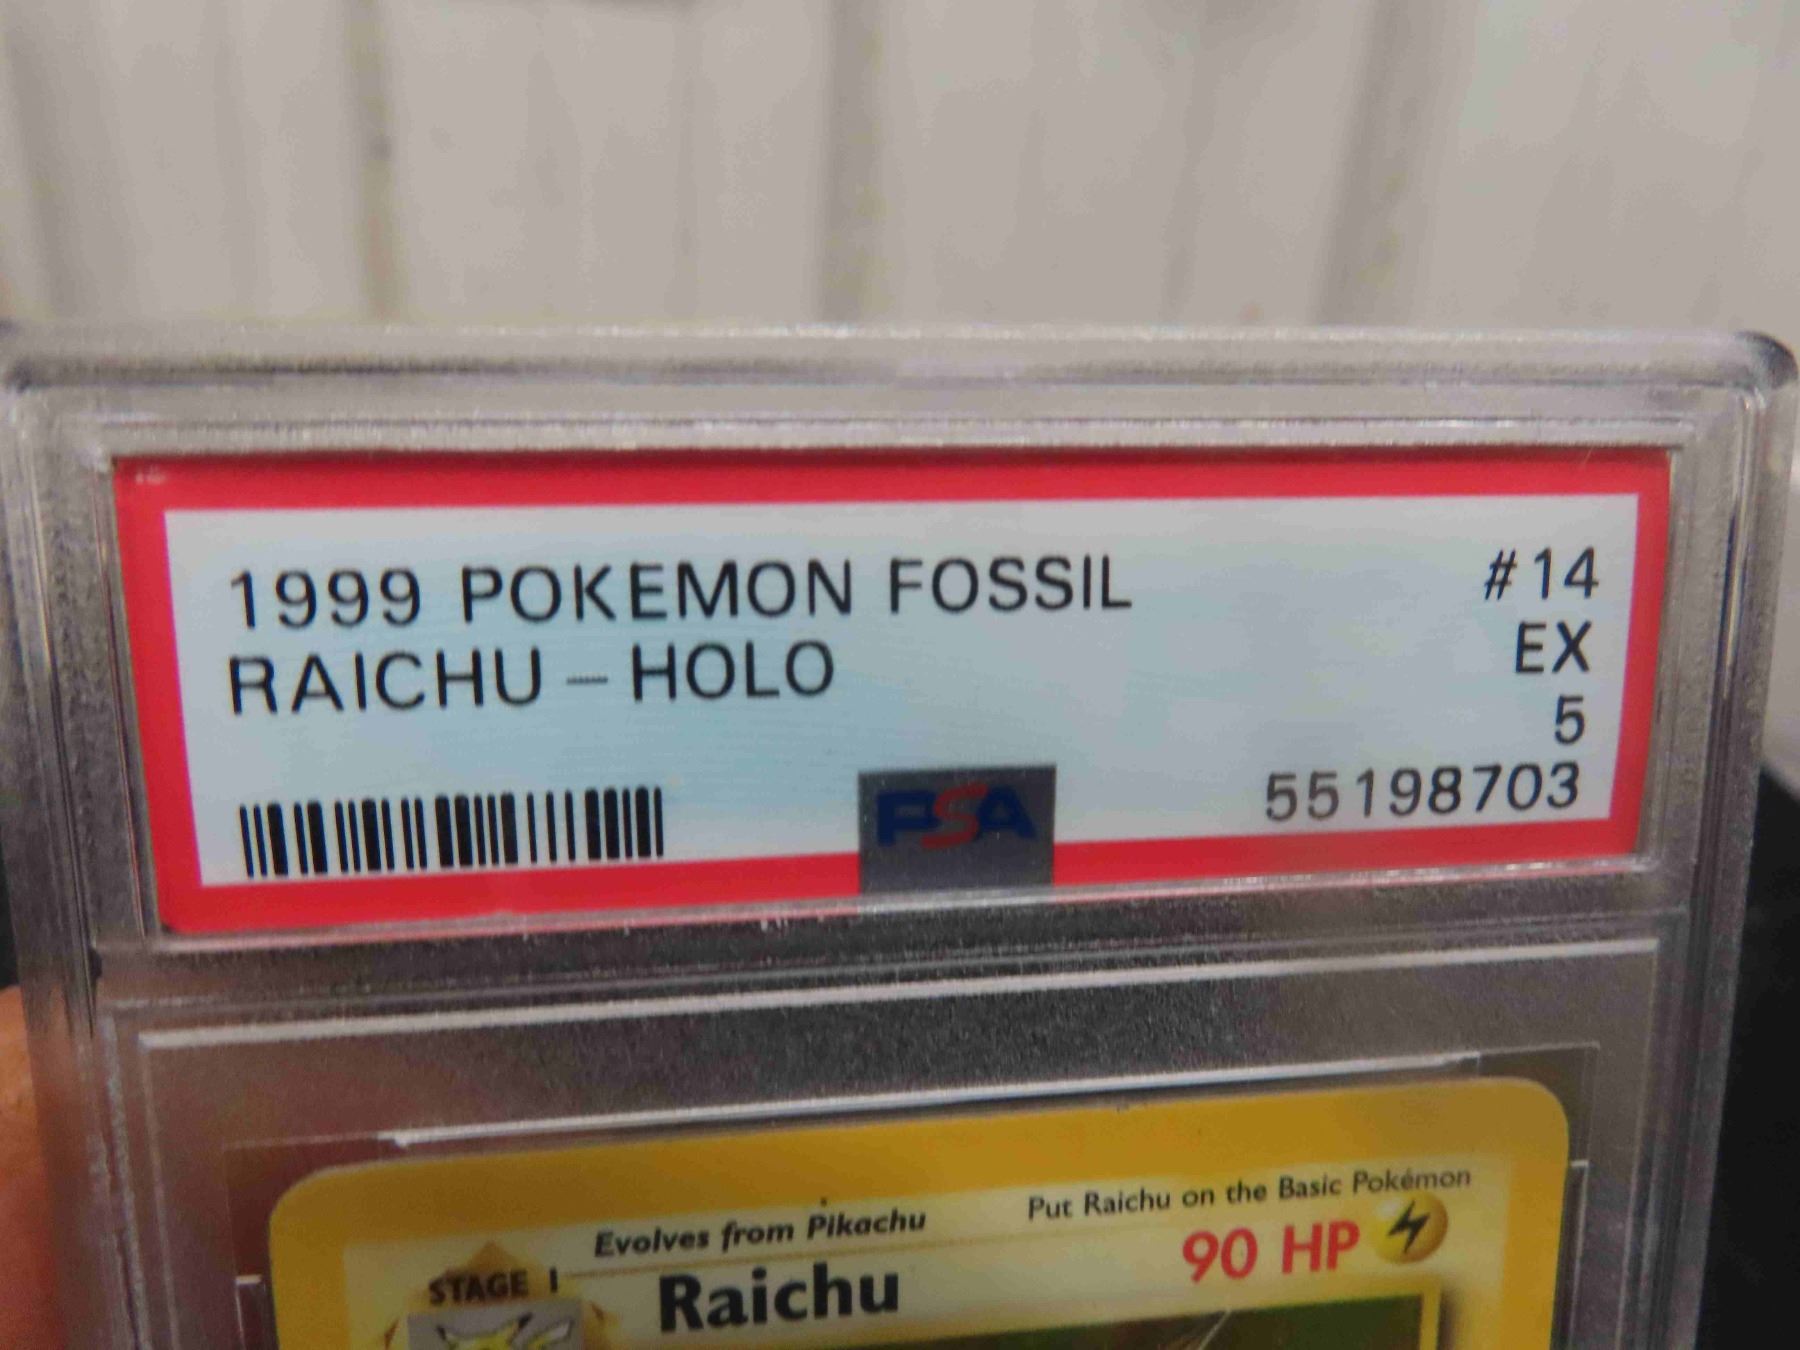 1999 POKEMON FOSSIL #14
RAICHU - HOLO EX
5
PSA 55198703
Evolves from Pikachu Put Raichu on the Basic Pokémon
STAGE 1 Raichu 90 HP